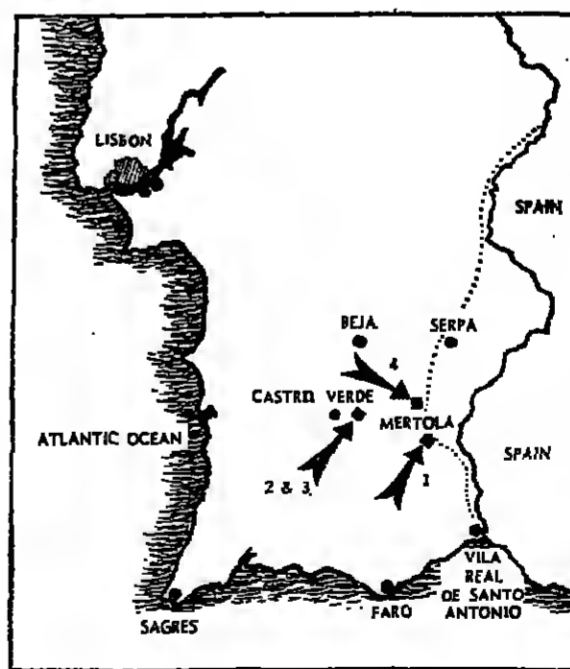 LISBON
SPAIN
BEJA
SERPA
4
CASTRO VERDE
MERTOLA
ATLANTIC OCEAN
SPAIN
2 & 3
1
VILA
REAL
DE SANTO
ANTONIO
FARO
SAGRES